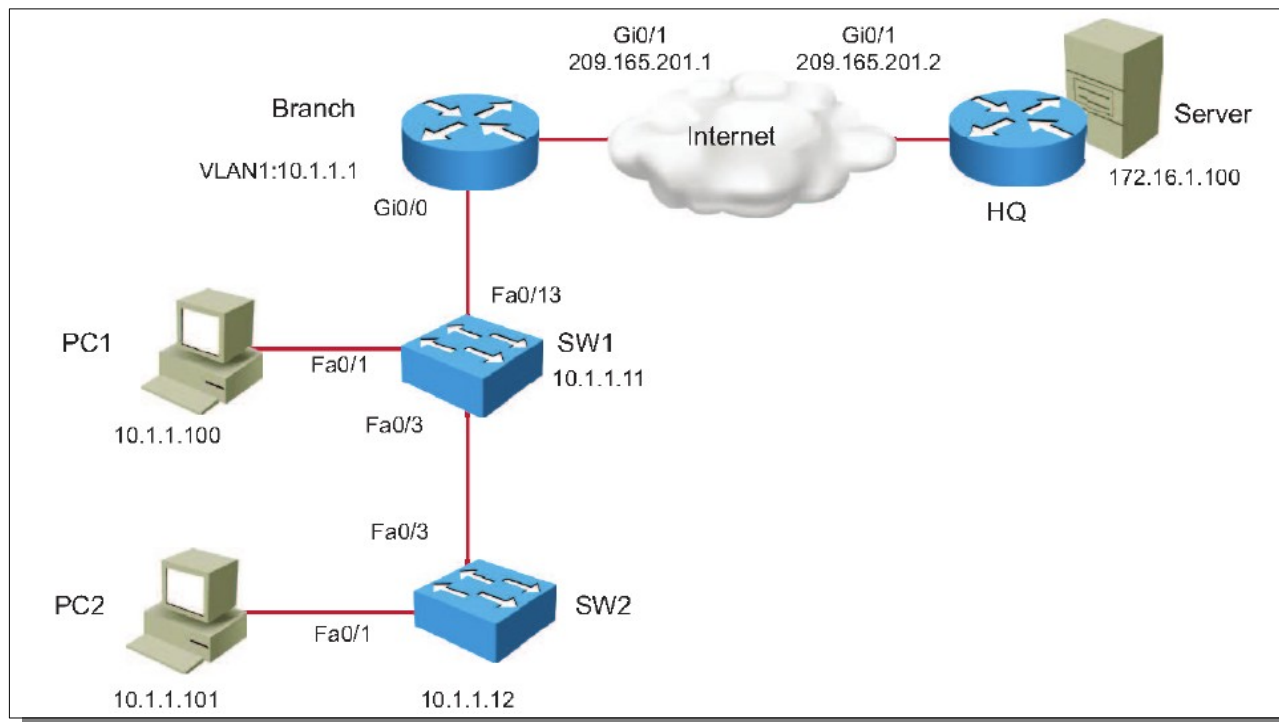 Gi0/1
209.165.201.1
Gi0/1
209.165.201.2
Branch
Internet
Server
VLAN1:10.1.1.1
172.16.1.100
Gi0/0
HQ
Fa0/13
PC1
SW1
Fa0/1
10.1.1.11
10.1.1.100
Fa0/3
Fa0/3
PC2
SW2
Fa0/1
10.1.1.101
10.1.1.12